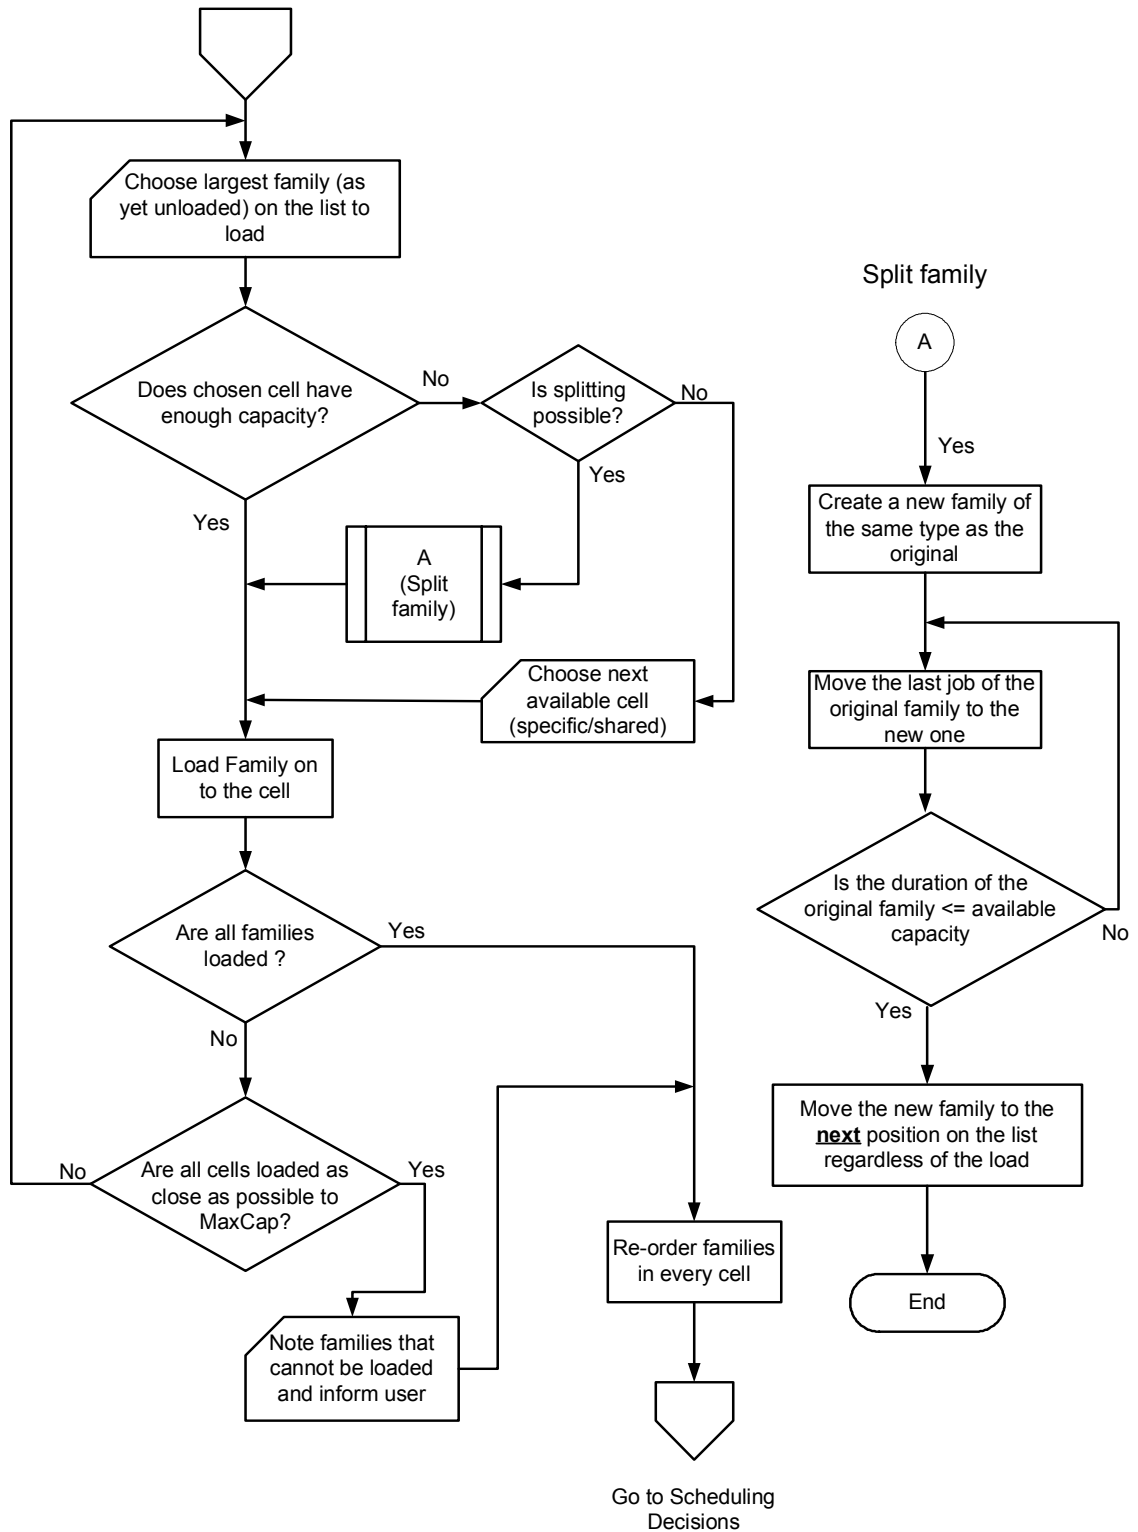 Choose largest family (as
yet unloaded) on the list to
load
Does chosen cell have
enough capacity?
No
Is splitting
possible?
No
Yes
Yes
A
(Split
family)
Choose next
available cell
(specific/shared)
Load Family on
to the cell
Are all families
loaded ?
Yes
No
Are all cells loaded as
close as possible to
MaxCap?
No
Yes
Note families that
cannot be loaded
and inform user
Re-order families
in every cell
Go to Scheduling
Decisions
Split family
A
Yes
Create a new family of
the same type as the
original
Move the last job of the
original family to the
new one
Is the duration of the
original family <= available
capacity
No
Yes
Move the new family to the
next position on the list
regardless of the load
End